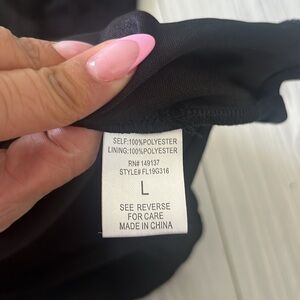 SELF:100%POLYESTER
LINING:100%POLYESTER
RN# 149137
STYLE# FL19G316
L
SEE REVERSE
FOR CARE
MADE IN CHINA